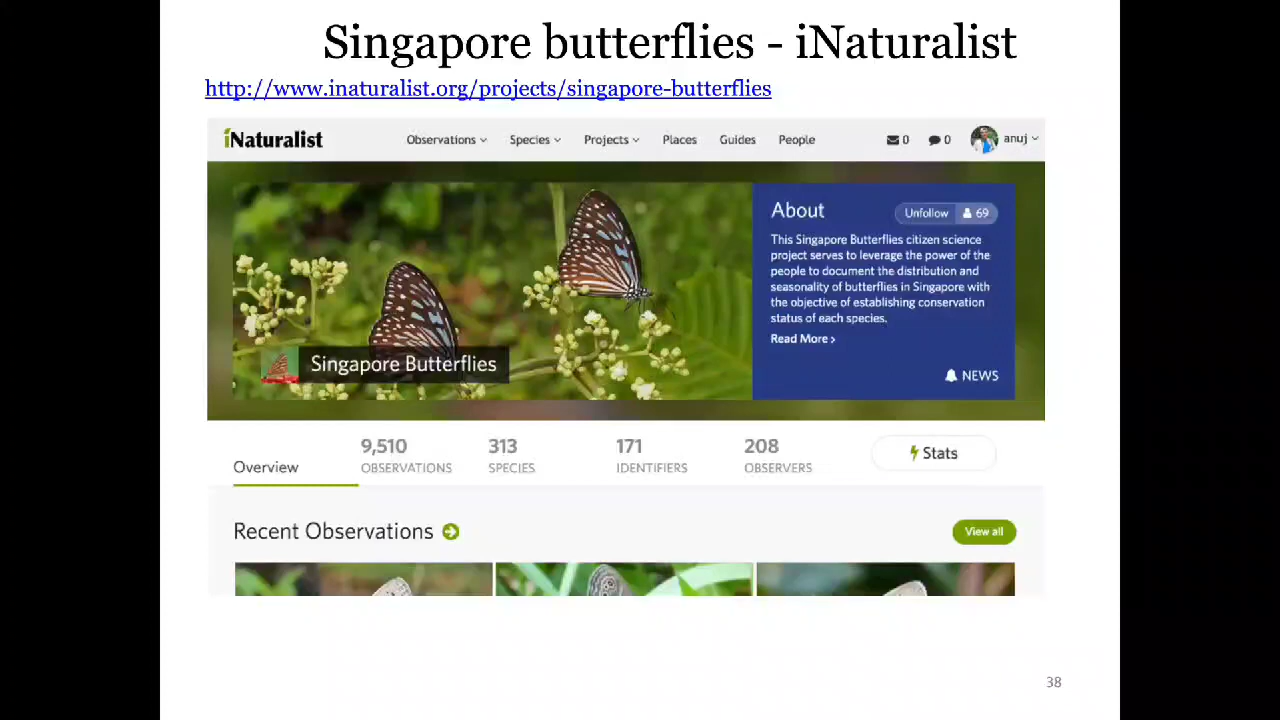 Singapore butterflies - iNaturalist
http://www.inaturalist.org/projects/singapore-butterflies
iNaturalist Observations Species Projects Places Guides People 0 0 anuj
About Unfollow 69
This Singapore Butterflies citizen science
project serves to leverage the power of the
people to document the distribution and
seasonality of butterflies in Singapore with
the objective of establishing conservation
status of each species.
Read More >
Singapore Butterflies
NEWS
Overview
9,510 OBSERVATIONS
313 SPECIES
171 IDENTIFIERS
208 OBSERVERS
Stats
Recent Observations
View all
38